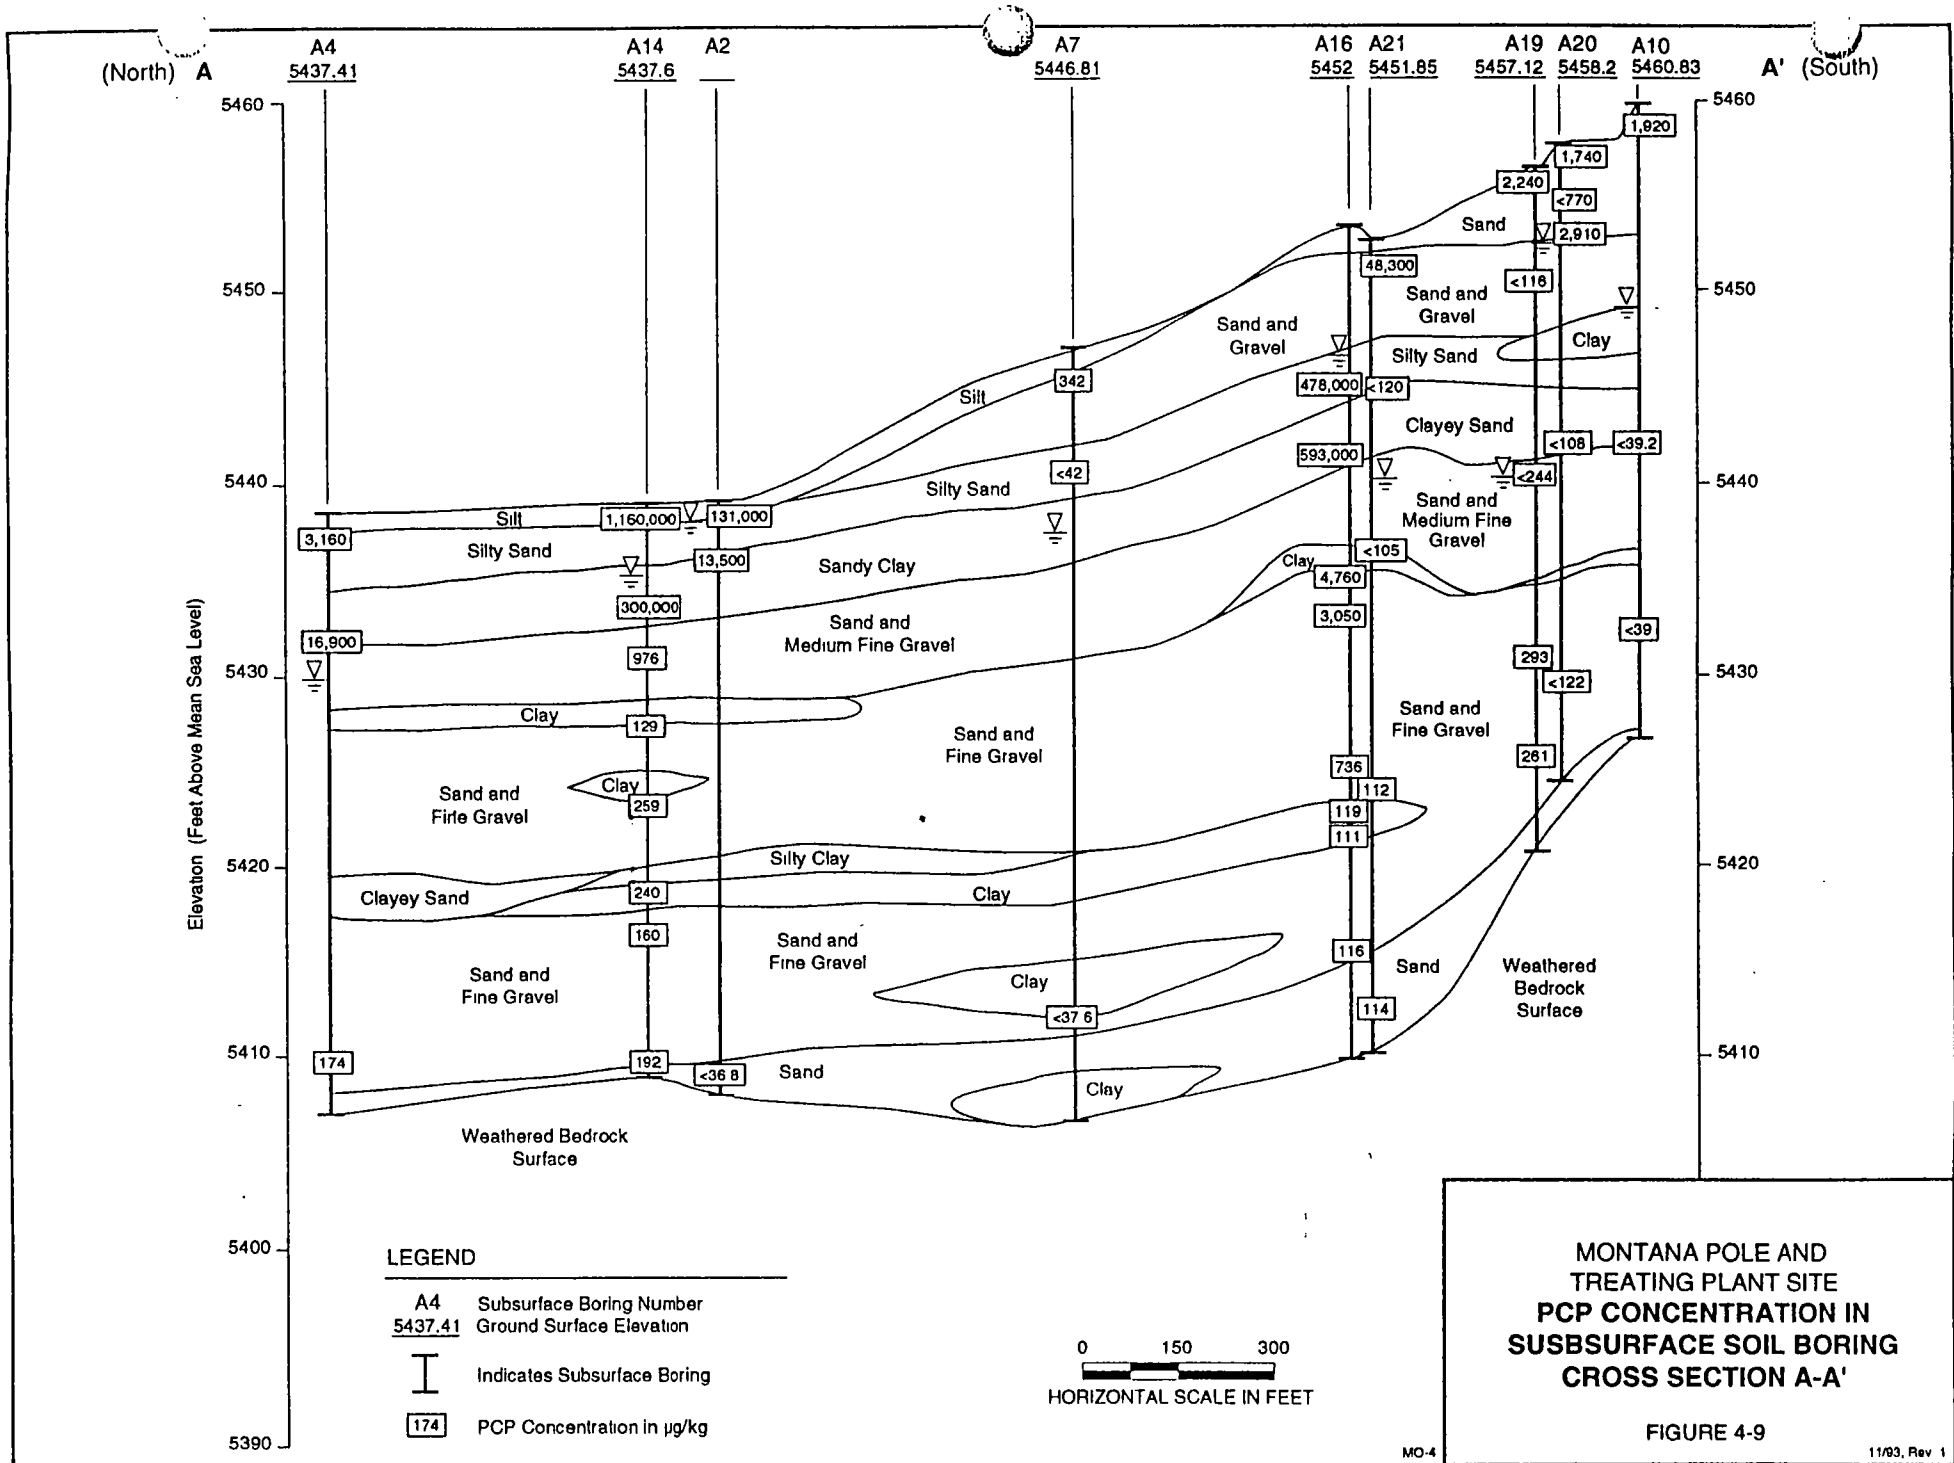 A4 A14 A2 A7 A16 A21 A19 A20 A10
(North) A 5437.41 5437.6 5446.81 5452 5451.85 5457.12 5458.2 5460.83 A' (South)
5460 5460
1,920
1,740
2,240
<770
Sand
2,910
48,300
<116
5450 Sand and 5450
Gravel
Sand and
Gravel
Clay
Silty Sand
342
478,000 <120
Silt
Clayey Sand
<108 <39.2
593,000
<42
<244
5440 Silty Sand 5440
Sand and
Medium Fine
Gravel
Silt 1,160,000 131,000
3,160
Silty Sand 13,500 Sandy Clay
<105
Clay
4,760
300,000
3,050
Sand and
Medium Fine Gravel
16,900
<39
976 293
5430 <122 5430
Clay 129
Sand and
Fine Gravel
Sand and
Fine Gravel
261
736
Clay 112
259
Sand and
Fine Gravel
119
111
5420 Silty Clay 5420
Clayey Sand 240 Clay
160
Sand and
Fine Gravel
116
Sand
Weathered
Bedrock
Surface
Sand and
Fine Gravel
Clay
114
<37 6
5410 5410
174 192
<36 8 Sand
Clay
Weathered Bedrock
Surface
Elevation (Feet Above Mean Sea Level)
5400
5390
LEGEND
A4 Subsurface Boring Number
5437.41 Ground Surface Elevation
Indicates Subsurface Boring
174 PCP Concentration in µg/kg
0 150 300
HORIZONTAL SCALE IN FEET
MONTANA POLE AND
TREATING PLANT SITE
PCP CONCENTRATION IN
SUSBSURFACE SOIL BORING
CROSS SECTION A-A'
FIGURE 4-9
MO-4 11/93, Rev 1